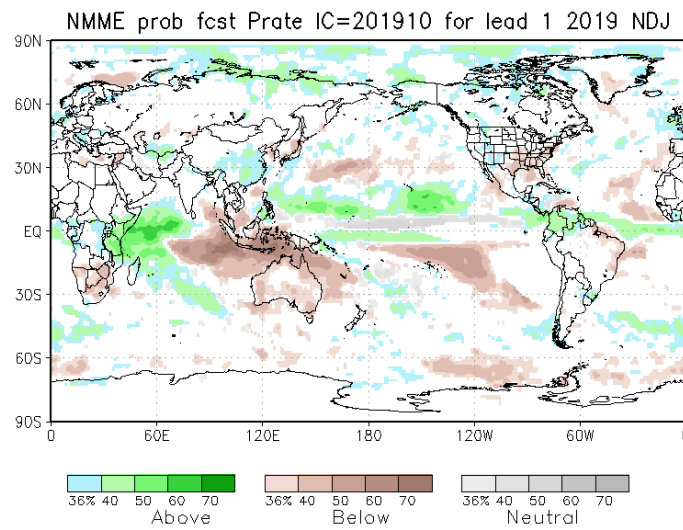 NMME prob fcst Prate IC=201910 for lead 1 2019 NDJ
90N
60N
30N
EQ
30S
60S
90S
0 60E 120E 180 120W 60W 0
36% 40 50 60 70 36% 40 50 60 70 36% 40 50 60 70
Above Below Neutral